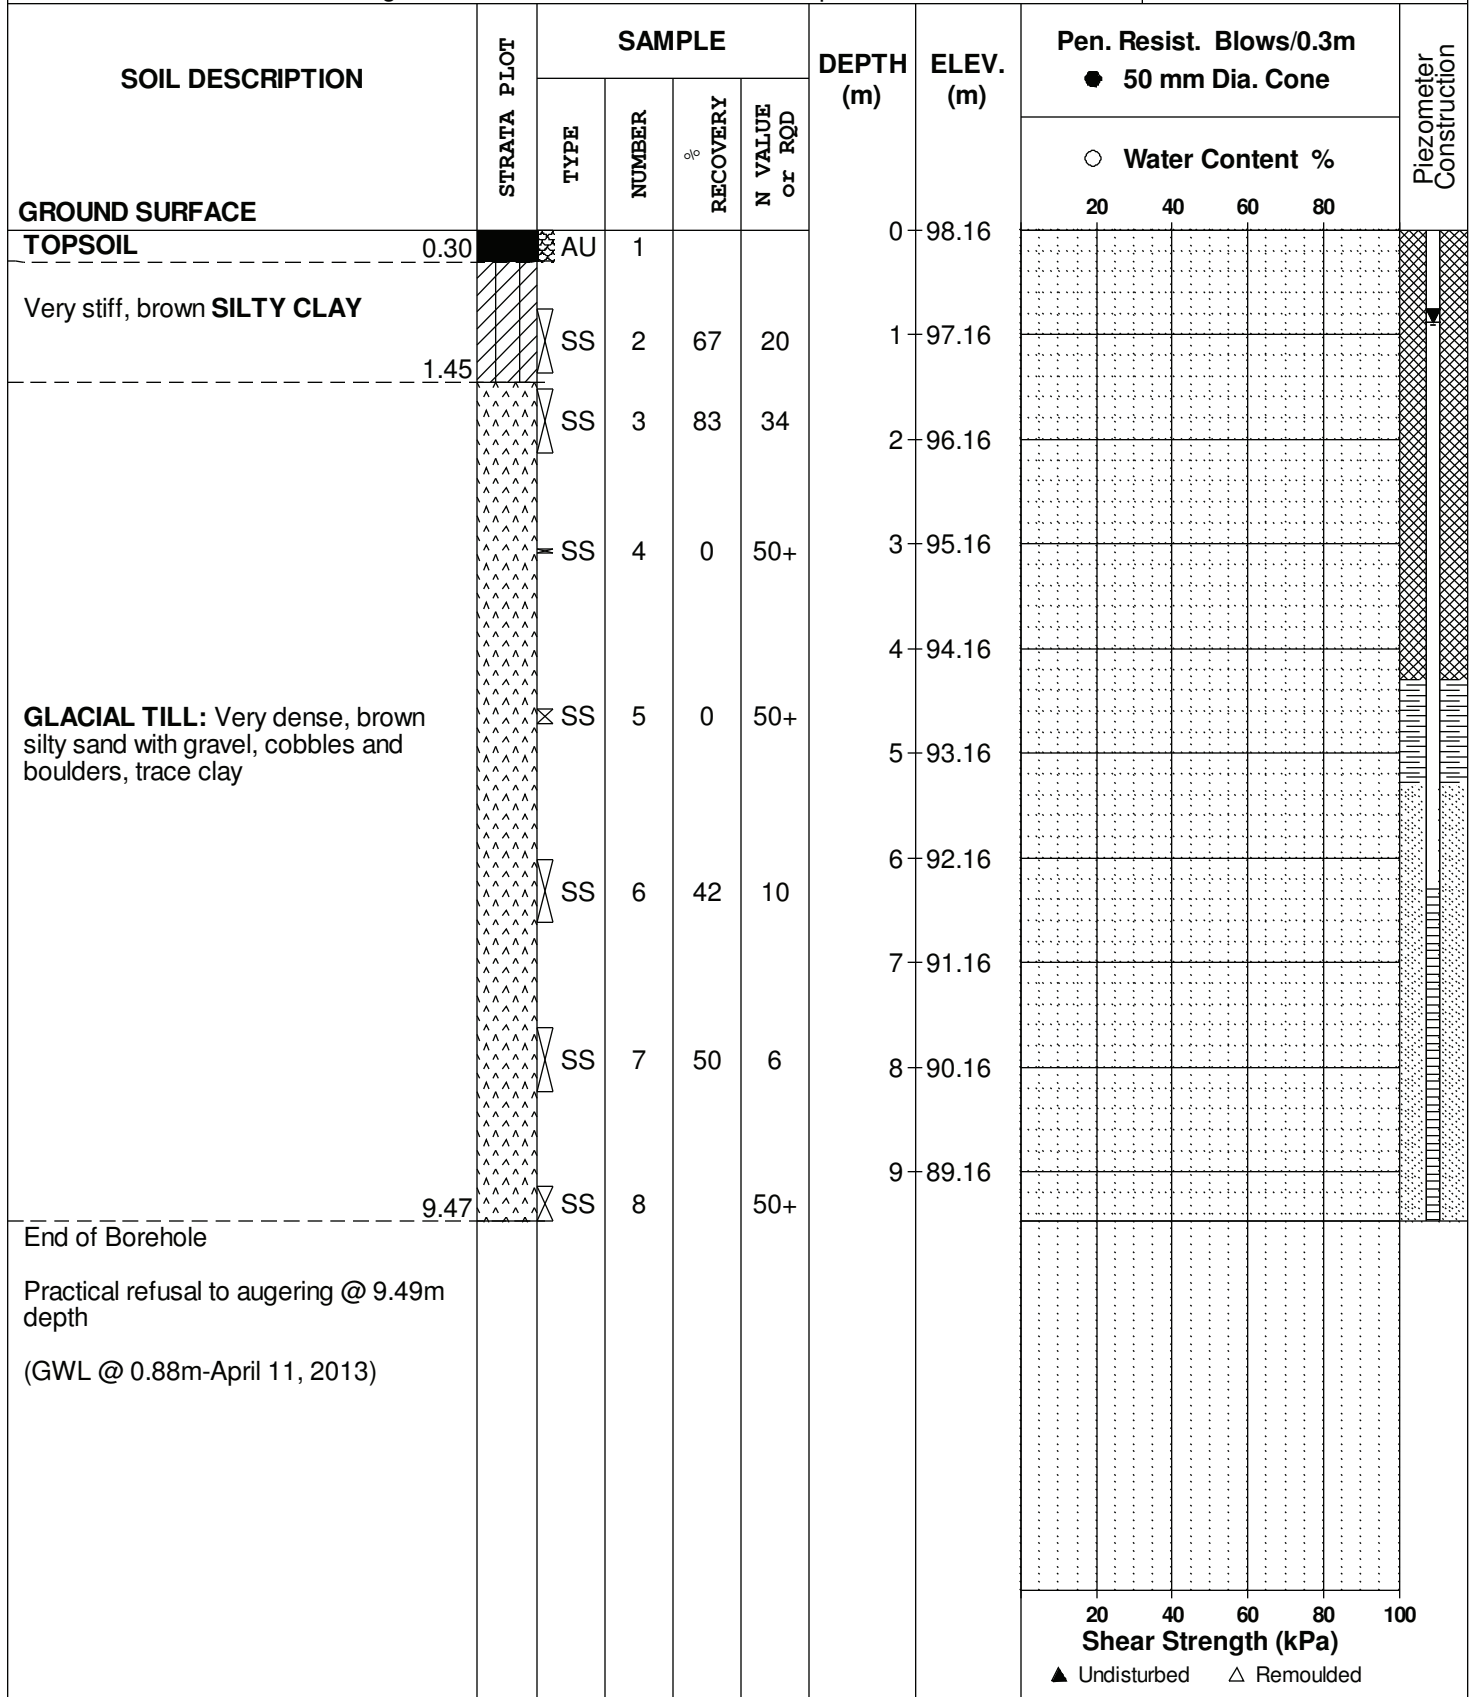 SOIL DESCRIPTION
GROUND SURFACE
STRATA PLOT
SAMPLE
TYPE
NUMBER
% RECOVERY
N VALUE or RQD
DEPTH (m)
ELEV. (m)
Pen. Resist. Blows/0.3m
● 50 mm Dia. Cone
○ Water Content %
20 40 60 80
Piezometer Construction
TOPSOIL 0.30
AU 1
0 98.16
Very stiff, brown SILTY CLAY
SS 2 67 20
1 97.16
1.45
SS 3 83 34
2 96.16
SS 4 0 50+
3 95.16
4 94.16
GLACIAL TILL: Very dense, brown
silty sand with gravel, cobbles and
boulders, trace clay
SS 5 0 50+
5 93.16
6 92.16
SS 6 42 10
7 91.16
SS 7 50 6
8 90.16
9 89.16
9.47
SS 8 50+
End of Borehole
Practical refusal to augering @ 9.49m
depth
(GWL @ 0.88m-April 11, 2013)
20 40 60 80 100
Shear Strength (kPa)
▲ Undisturbed △ Remoulded